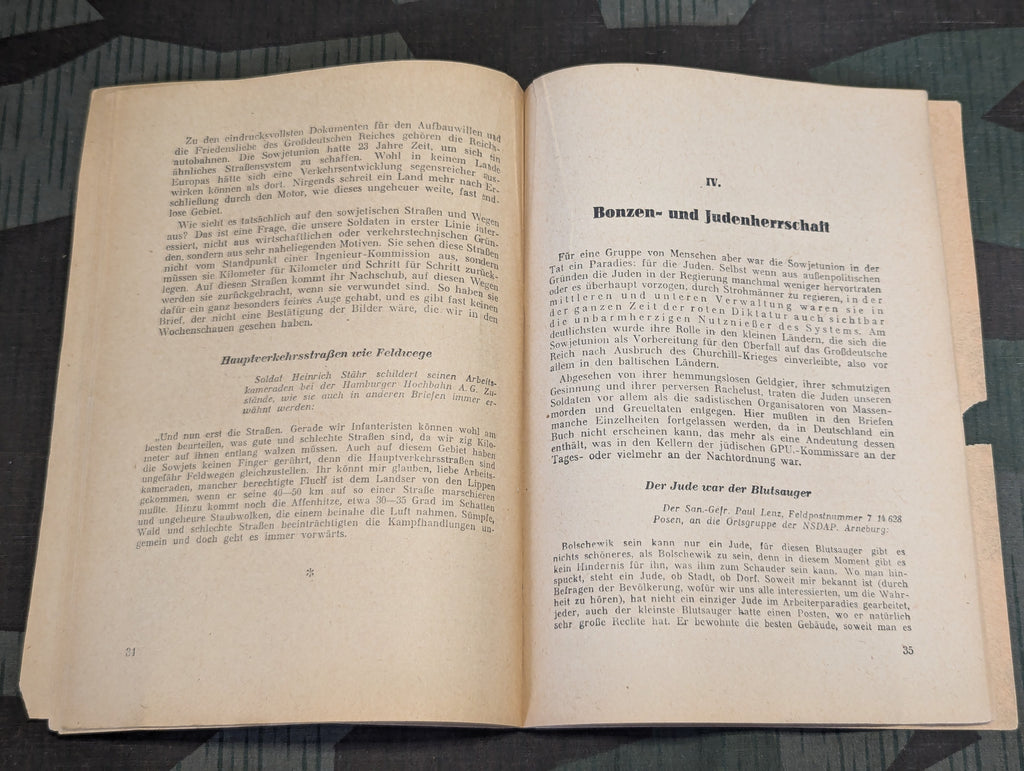 Zu den eindrucksvollsten Dokumenten für den Aufbauwillen und
die Friedensliebe des Großdeutschen Reiches gehören die Reichs-
autobahnen. Die Sowjetunion hatte 23 Jahre Zeit, um sich ein
ähnliches Straßensystem zu schaffen. Wohl in keinem Lande
Europas hätte sich eine Verkehrsentwicklung segensreicher aus-
wirken können als dort. Nirgends schreit ein Land mehr nach Er-
schließung durch den Motor, wie dieses ungeheuer weite, fast end-
lose Gebiet.
Wie sieht es tatsächlich auf den sowjetischen Straßen und Wegen
aus? Das ist eine Frage, die unsere Soldaten in erster Linie inter-
essiert, nicht aus wirtschaftlichen oder verkehrstechnischen Grün-
den, sondern aus sehr naheliegenden Motiven. Sie sehen diese Straßen
nicht vom Standpunkt einer Ingenieur-Kommission aus, sondern
müssen sie Kilometer für Kilometer und Schritt für Schritt zurück-
legen. Auf diesen Straßen kommt ihr Nachschub, auf diesen Wegen
werden sie zurückgebracht, wenn sie verwundet sind. So haben sie
dafür ein ganz besonders feines Auge gehabt, und es gibt fast keinen
Brief, der nicht eine Bestätigung der Bilder wäre, die wir in den
Wochenschauen gesehen haben.
Hauptverkehrsstraßen wie Feldwege
Soldat Heinrich Stähr schildert seinen Arbeits-
kameraden bei der Hamburger Hochbahn A. G. Zu-
stände, wie sie auch in anderen Briefen immer er-
wähnt werden:
„Und nun erst die Straßen. Gerade wir Infanteristen können wohl am
besten beurteilen, was gute und schlechte Straßen sind, da wir zig Kilo-
meter auf ihnen entlang walzen müssen. Auch auf diesem Gebiet haben
die Sowjets keinen Finger gerührt, denn die Hauptverkehrsstraßen sind
ungefähr Feldwegen gleichzustellen. Ihr könnt mir glauben, liebe Arbeits-
kameraden, mancher berechtigte Fluch ist dem Landser von den Lippen
gekommen, wenn er seine 40—50 km auf so einer Straße marschieren
mußte. Hinzu kommt noch die Affenhitze, etwa 30—35 Grad im Schatten
und ungeheure Staubwolken, die einem beinahe die Luft nahmen, Sümpfe,
Wald und schlechte Straßen beeinträchtigten die Kampfhandlungen un-
gemein und doch geht es immer vorwärts.
*
34
IV.
Bonzen- und Judenherrschaft
Für eine Gruppe von Menschen aber war die Sowjetunion in der
Tat ein Paradies: für die Juden. Selbst wenn aus außenpolitischen
Gründen die Juden in der Regierung manchmal weniger hervortraten
oder es überhaupt vorzogen, durch Strohmänner zu regieren, in der
mittleren und unteren Verwaltung waren sie in
der ganzen Zeit der roten Diktatur auch sichtbar
die unbarmherzigen Nutznießer des Systems. Am
deutlichsten wurde ihre Rolle in den kleinen Ländern, die sich die
Sowjetunion als Vorbereitung für den Überfall auf das Großdeutsche
Reich nach Ausbruch des Churchill-Krieges einverleibte, also vor
allem in den baltischen Ländern.
Abgesehen von ihrer hemmungslosen Geldgier, ihrer schmutzigen
Gesinnung und ihrer perversen Rachelust, traten die Juden unseren
Soldaten vor allem als die sadistischen Organisatoren von Massen-
morden und Greueltaten entgegen. Hier mußten in den Briefen
manche Einzelheiten fortgelassen werden, da in Deutschland ein
Buch nicht erscheinen kann, das mehr als eine Andeutung dessen
enthält, was in den Kellern der jüdischen GPU.-Kommissare an der
Tages- oder vielmehr an der Nachtordnung war.
Der Jude war der Blutsauger
Der San.-Gefr. Paul Lenz, Feldpostnummer 7 14 628
Posen, an die Ortsgruppe der NSDAP. Arneburg:
Bolschewik sein kann nur ein Jude, für diesen Blutsauger gibt es
nichts schöneres, als Bolschewik zu sein, denn in diesem Moment gibt es
kein Hindernis für ihn, was ihm zum Schauder sein kann. Wo man hin-
spuckt, steht ein Jude, ob Stadt, ob Dorf. Soweit mir bekannt ist (durch
Befragen der Bevölkerung, wofür wir uns alle interessierten, um die Wahr-
heit zu hören), hat nicht ein einziger Jude im Arbeiterparadies gearbeitet,
jeder, auch der kleinste Blutsauger hatte einen Posten, wo er natürlich
sehr große Rechte hat. Er bewohnte die besten Gebäude, soweit man es
35